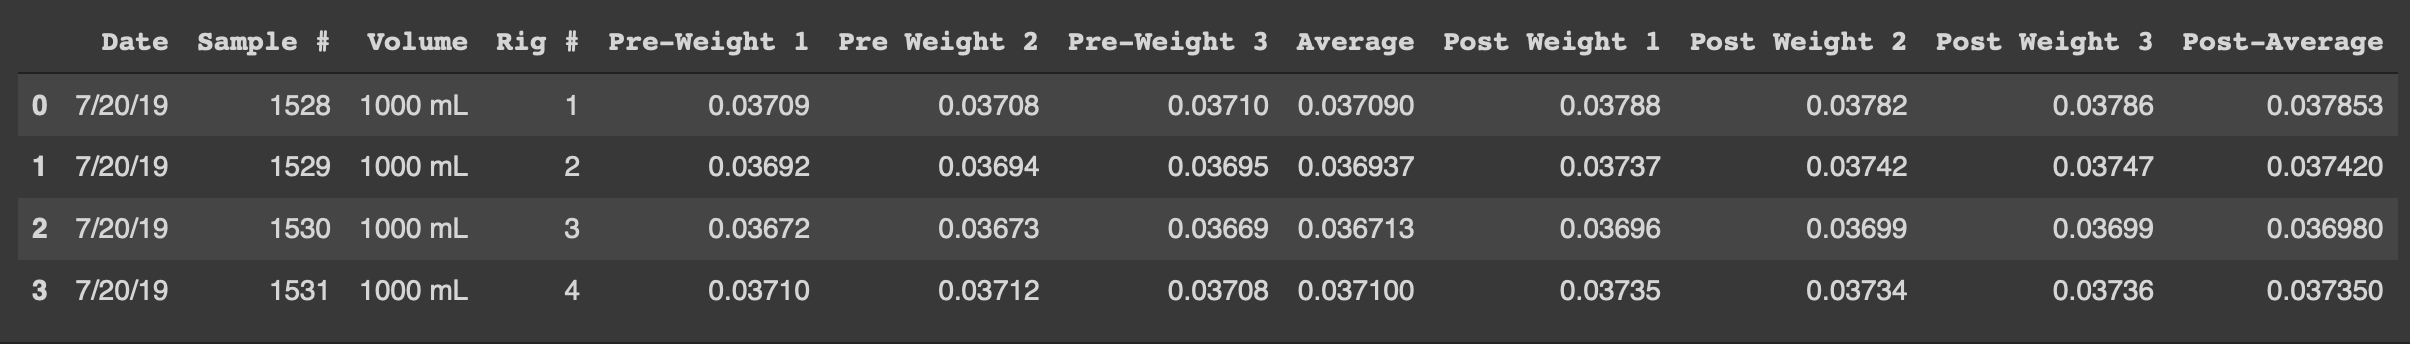 Date Sample # Volume Rig # Pre-Weight 1 Pre Weight 2 Pre-Weight 3 Average Post Weight 1 Post Weight 2 Post Weight 3 Post-Average
0 7/20/19 1528 1000 mL 1 0.03709 0.03708 0.03710 0.037090 0.03788 0.03782 0.03786 0.037853
1 7/20/19 1529 1000 mL 2 0.03692 0.03694 0.03695 0.036937 0.03737 0.03742 0.03747 0.037420
2 7/20/19 1530 1000 mL 3 0.03672 0.03673 0.03669 0.036713 0.03696 0.03699 0.03699 0.036980
3 7/20/19 1531 1000 mL 4 0.03710 0.03712 0.03708 0.037100 0.03735 0.03734 0.03736 0.037350